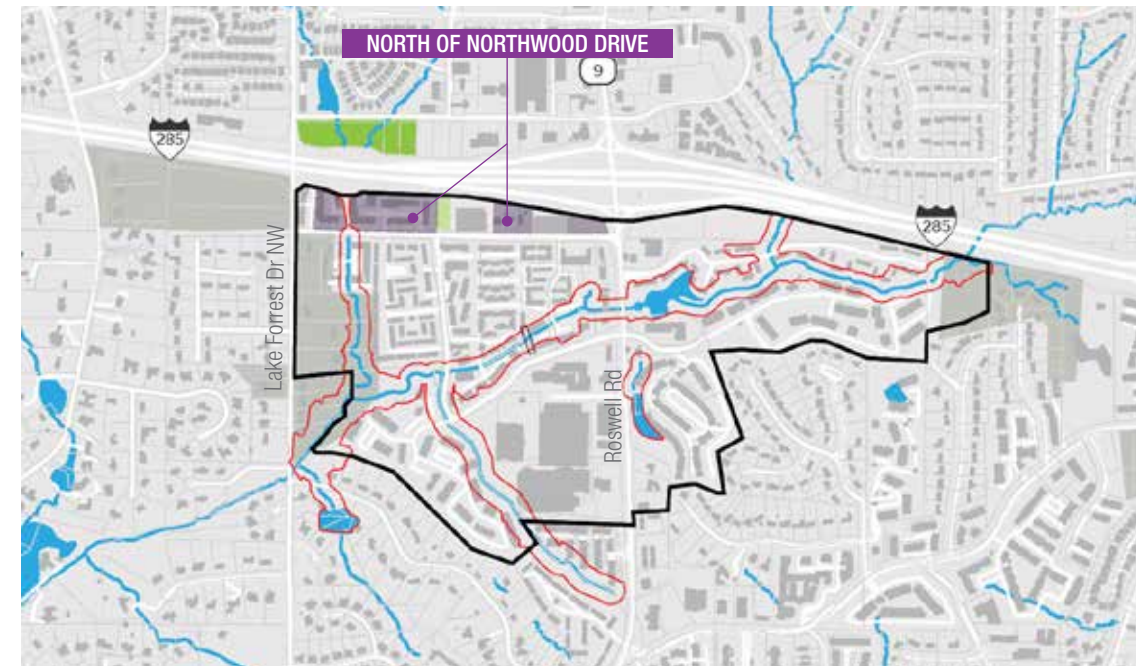 NORTH OF NORTHWOOD DRIVE
9
285
285
Lake Forrest Dr NW
Roswell Rd